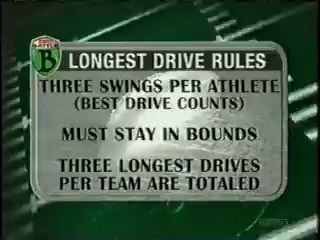 B
LONGEST DRIVE RULES
THREE SWINGS PER ATHLETE
(BEST DRIVE COUNTS)
MUST STAY IN BOUNDS
THREE LONGEST DRIVES
PER TEAM ARE TOTALED